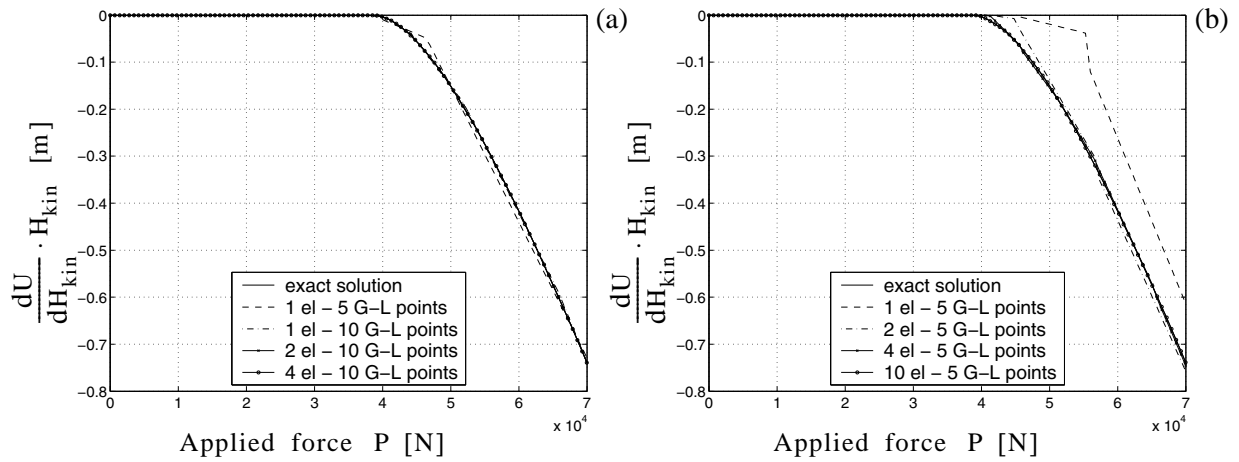 (a)
0
−0.1
−0.2
−0.3
−0.4
−0.5
−0.6
−0.7
−0.8
dU
dH_kin
· H_kin [m]
exact solution
1 el − 5 G−L points
1 el − 10 G−L points
2 el − 10 G−L points
4 el − 10 G−L points
0 1 2 3 4 5 6 7
x 10^4
Applied force P [N]
(b)
0
−0.1
−0.2
−0.3
−0.4
−0.5
−0.6
−0.7
−0.8
dU
dH_kin
· H_kin [m]
exact solution
1 el − 5 G−L points
2 el − 5 G−L points
4 el − 5 G−L points
10 el − 5 G−L points
0 1 2 3 4 5 6 7
x 10^4
Applied force P [N]